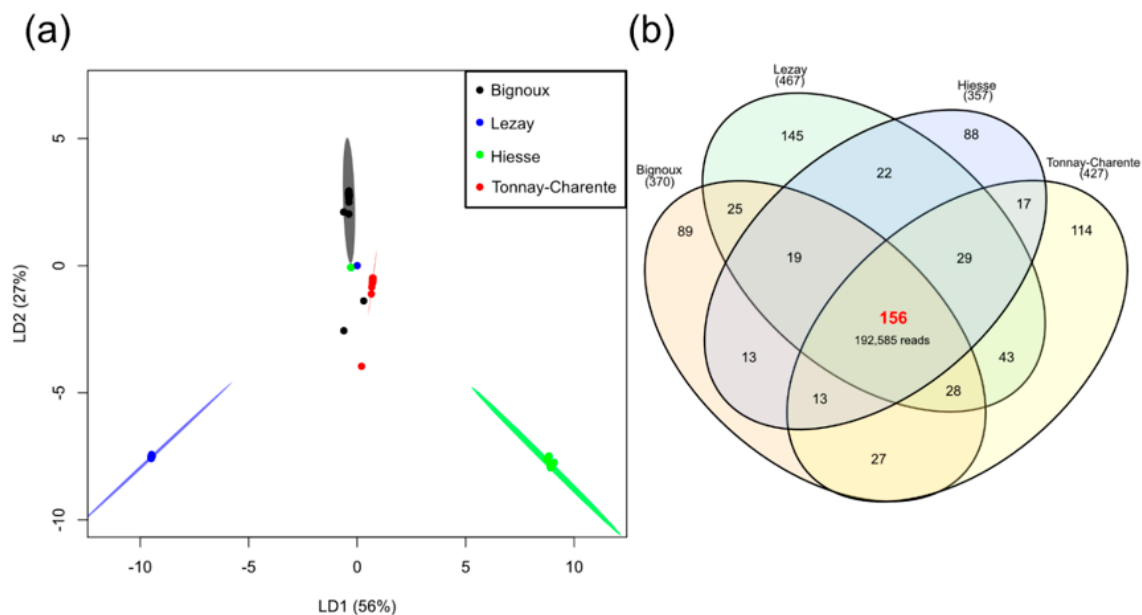 (a)
Bignoux
Lezay
Hiesse
Tonnay-Charente
5
0
-5
-10
LD2 (27%)
-10
-5
0
5
10
LD1 (56%)
(b)
Lezay
(467)
Hiesse
(357)
Bignoux
(370)
Tonnay-Charente
(427)
145
88
22
25
17
89
114
19
29
156
192,585 reads
13
43
13
28
27